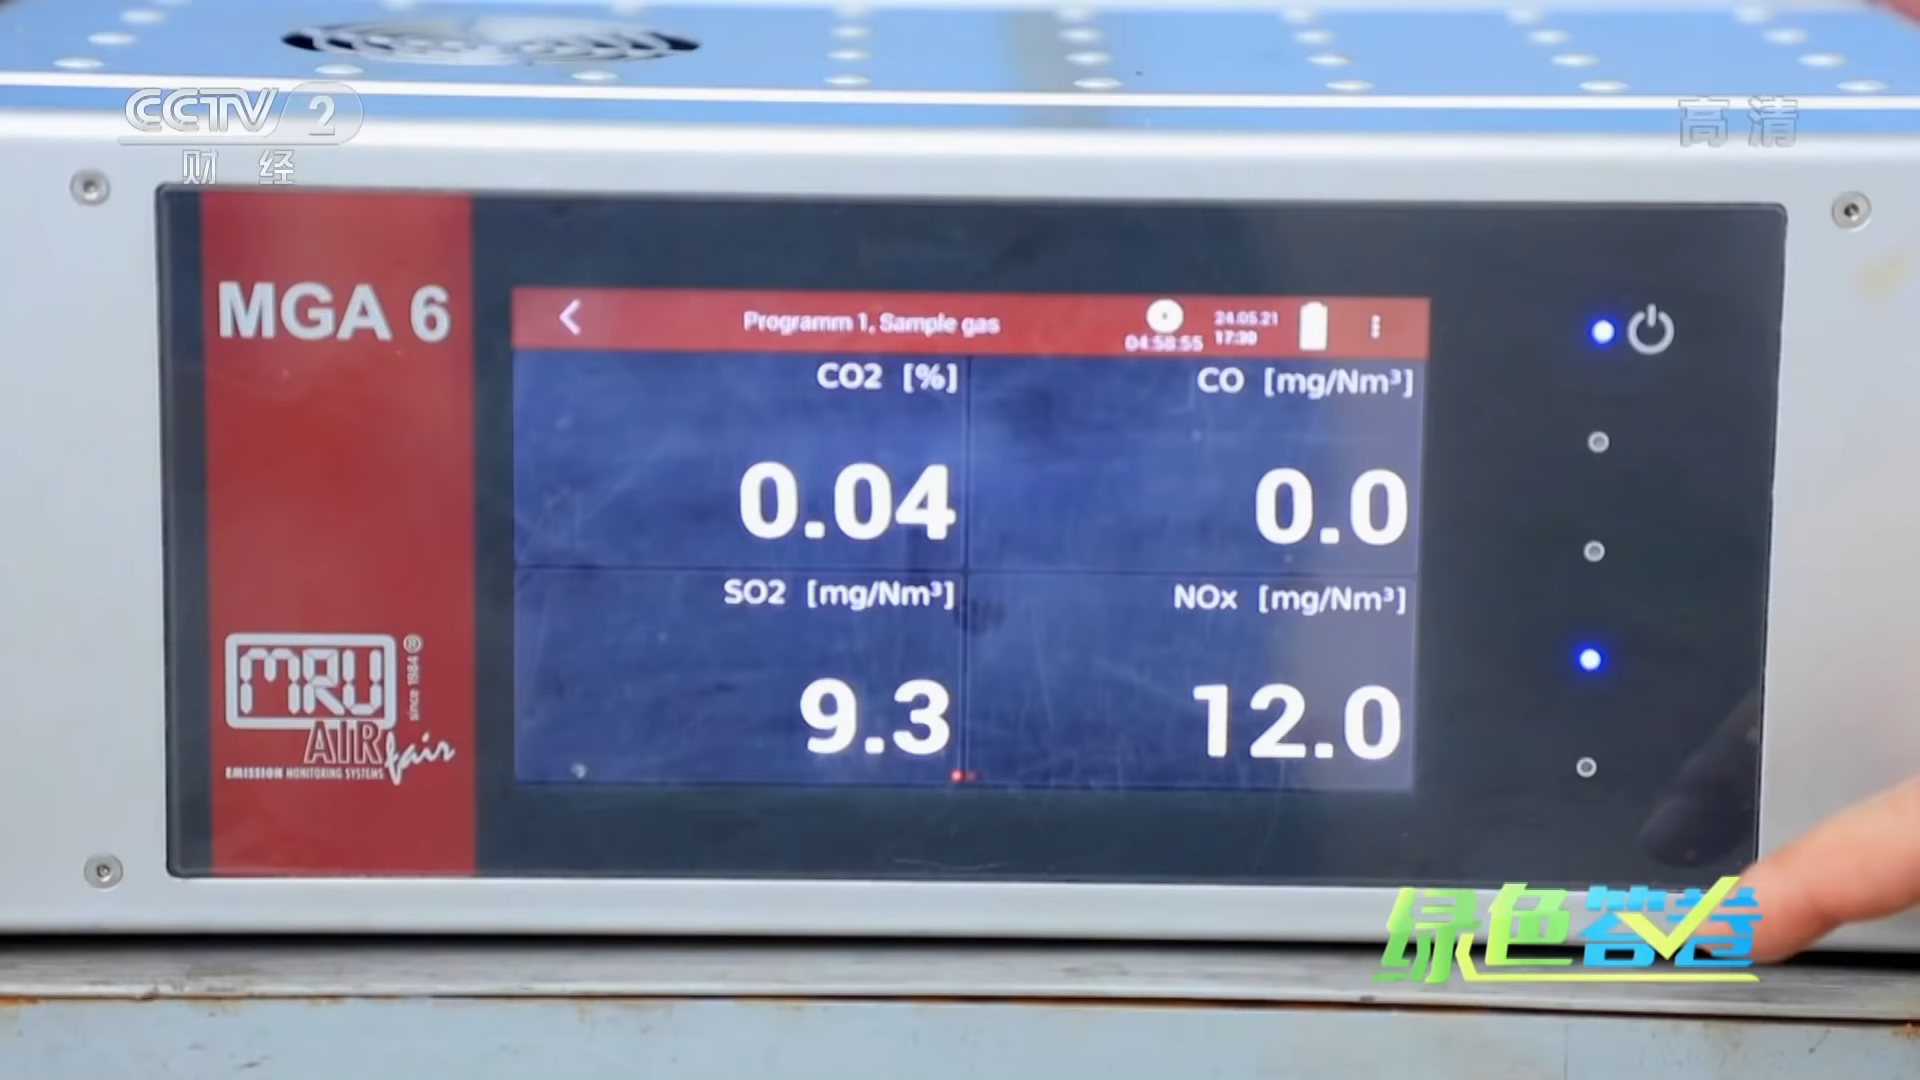 CCTV 2
财 经
高 清
MGA 6
Programm 1, Sample gas
04:58:55
24.05.21
17:30
CO2 [%]
CO [mg/Nm³]
0.04
0.0
SO2 [mg/Nm³]
NOx [mg/Nm³]
9.3
12.0
MRU
since 1984 ®
AIR fair
EMISSION MONITORING SYSTEMS
绿色答卷